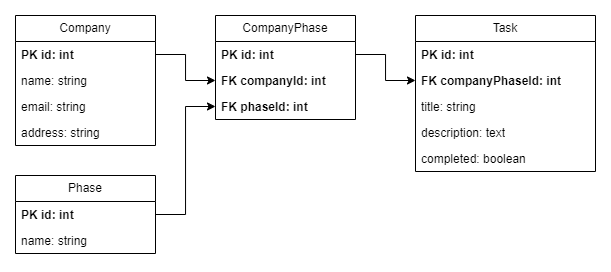 Company
PK id: int
name: string
email: string
address: string
CompanyPhase
PK id: int
FK companyId: int
FK phaseId: int
Task
PK id: int
FK companyPhaseId: int
title: string
description: text
completed: boolean
Phase
PK id: int
name: string